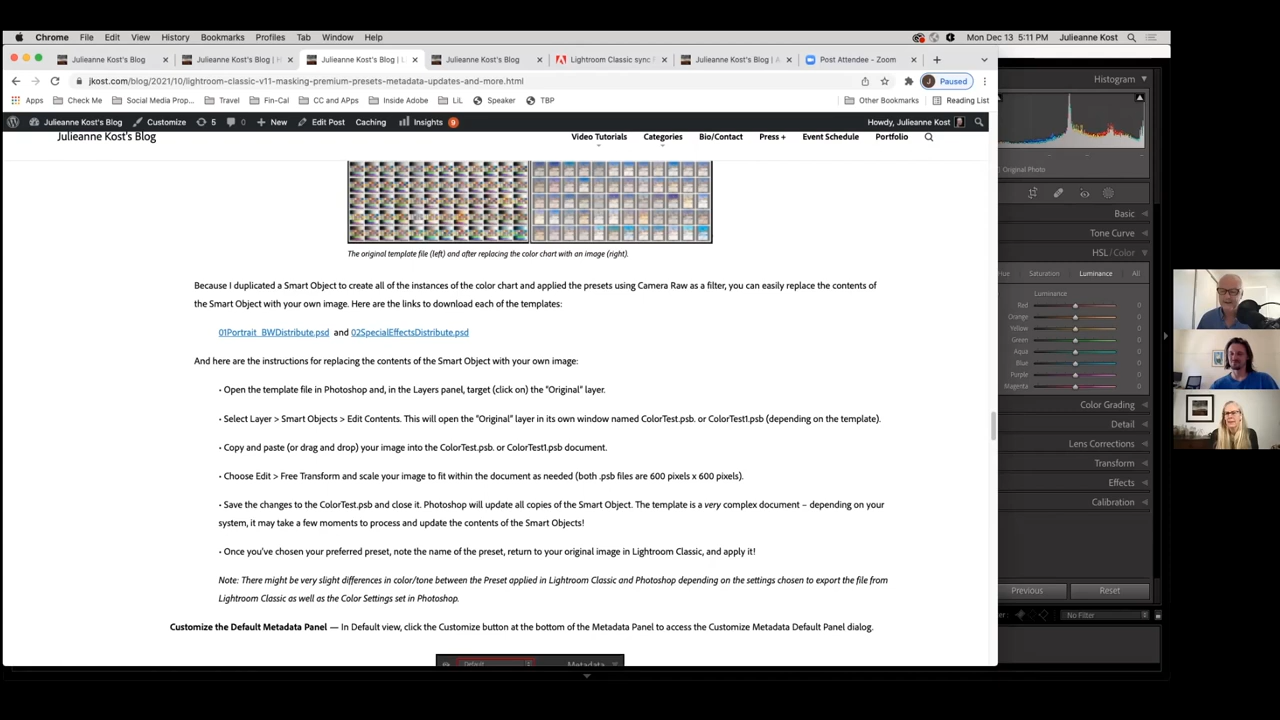 Chrome File Edit View History Bookmarks Profiles Tab Window Help
Mon Dec 13 5:11 PM Julieanne Kost
Julieanne Kost's Blog
Julieanne Kost's Blog | H
Julieanne Kost's Blog | L
Julieanne Kost's Blog
Lightroom Classic sync
Julieanne Kost's Blog | A
Post Attendee - Zoom
jkost.com/blog/2021/10/lightroom-classic-v11-masking-premium-presets-metadata-updates-and-more.html
J Paused
Apps Check Me Social Media Prop... Travel Fin-Cal CC and APps Inside Adobe LiL Speaker TBP Other Bookmarks Reading List
Julieanne Kost's Blog Customize 5 0 New Edit Post Caching Insights 9 Howdy, Julieanne Kost
Julieanne Kost's Blog
Video Tutorials Categories Bio/Contact Press + Event Schedule Portfolio
The original template file (left) and after replacing the color chart with an image (right).
Because I duplicated a Smart Object to create all of the instances of the color chart and applied the presets using Camera Raw as a filter, you can easily replace the contents of
the Smart Object with your own image. Here are the links to download each of the templates:
01Portrait_BWDistribute.psd and 02SpecialEffectsDistribute.psd
And here are the instructions for replacing the contents of the Smart Object with your own image:
• Open the template file in Photoshop and, in the Layers panel, target (click on) the "Original" layer.
• Select Layer > Smart Objects > Edit Contents. This will open the "Original" layer in its own window named ColorTest.psb. or ColorTest1.psb (depending on the template).
• Copy and paste (or drag and drop) your image into the ColorTest.psb. or ColorTest1.psb document.
• Choose Edit > Free Transform and scale your image to fit within the document as needed (both .psb files are 600 pixels x 600 pixels).
• Save the changes to the ColorTest.psb and close it. Photoshop will update all copies of the Smart Object. The template is a very complex document – depending on your
system, it may take a few moments to process and update the contents of the Smart Objects!
• Once you've chosen your preferred preset, note the name of the preset, return to your original image in Lightroom Classic, and apply it!
Note: There might be very slight differences in color/tone between the Preset applied in Lightroom Classic and Photoshop depending on the settings chosen to export the file from
Lightroom Classic as well as the Color Settings set in Photoshop.
Customize the Default Metadata Panel — In Default view, click the Customize button at the bottom of the Metadata Panel to access the Customize Metadata Default Panel dialog.
Default Metadata
Histogram
Original Photo
Basic
Tone Curve
HSL / Color
Hue Saturation Luminance All
Luminance
Red 0
Orange 0
Yellow 0
Green 0
Aqua 0
Blue 0
Purple 0
Magenta 0
Color Grading
Detail
Lens Corrections
Transform
Effects
Calibration
Previous Reset
No Filter